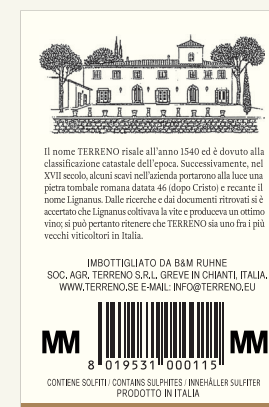 Il nome TERRENO risale all'anno 1540 ed è dovuto alla
classificazione catastale dell'epoca. Successivamente, nel
XVII secolo, alcuni scavi nell'azienda portarono alla luce una
pietra tombale romana datata 46 (dopo Cristo) e recante il
nome Lignanus. Dalle ricerche e dai documenti ritrovati si è
accertato che Lignanus coltivava la vite e produceva un ottimo
vino; si può pertanto ritenere che TERRENO sia uno fra i più
vecchi viticoltori in Italia.
IMBOTTIGLIATO DA B&M RUHNE
SOC. AGR. TERRENO S.R.L. GREVE IN CHIANTI, ITALIA.
WWW.TERRENO.SE E-MAIL: INFO@TERRENO.EU
MM MM
8 019531 000115
CONTIENE SOLFITI / CONTAINS SULPHITES / INNEHÅLLER SULFITER
PRODOTTO IN ITALIA